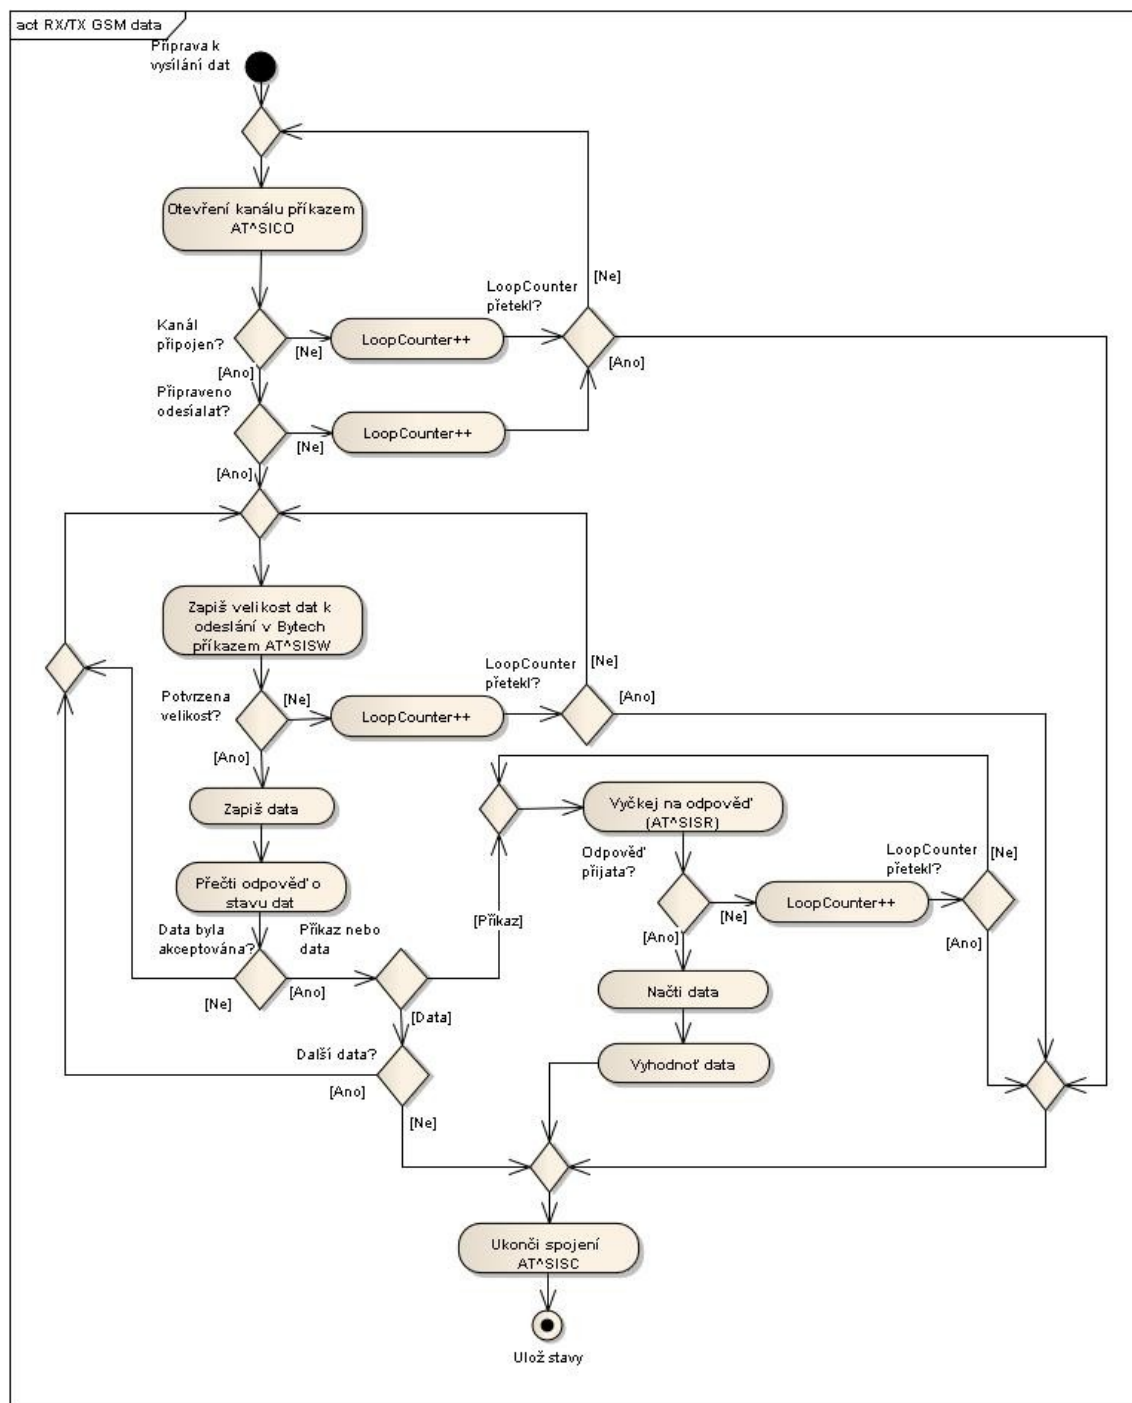 act RX/TX GSM data
Příprava k
vysílání dat
Otevření kanálu příkazem
AT^SICO
[Ne]
LoopCounter
přetekl?
Kanál
připojen?
LoopCounter++
[Ne]
[Ano]
[Ano]
Připraveno
odesíalat?
LoopCounter++
[Ne]
[Ano]
Zapiš velikost dat k
odeslání v Bytech
příkazem AT^SISW
LoopCounter
přetekl?
[Ne]
Potvrzena
velikost?
[Ne]
[Ano]
LoopCounter++
[Ano]
Zapiš data
Vyčkej na odpověď
(AT^SISR)
Odpověď
přijata?
LoopCounter
přetekl?
[Ne]
Přečti odpověď o
stavu dat
LoopCounter++
[Ne]
[Příkaz]
[Ano]
[Ano]
Data byla
akceptována?
Příkaz nebo
data
[Ne]
[Ano]
Načti data
[Data]
Další data?
Vyhodnoť data
[Ano]
[Ne]
Ukonči spojení
AT^SISC
Ulož stavy